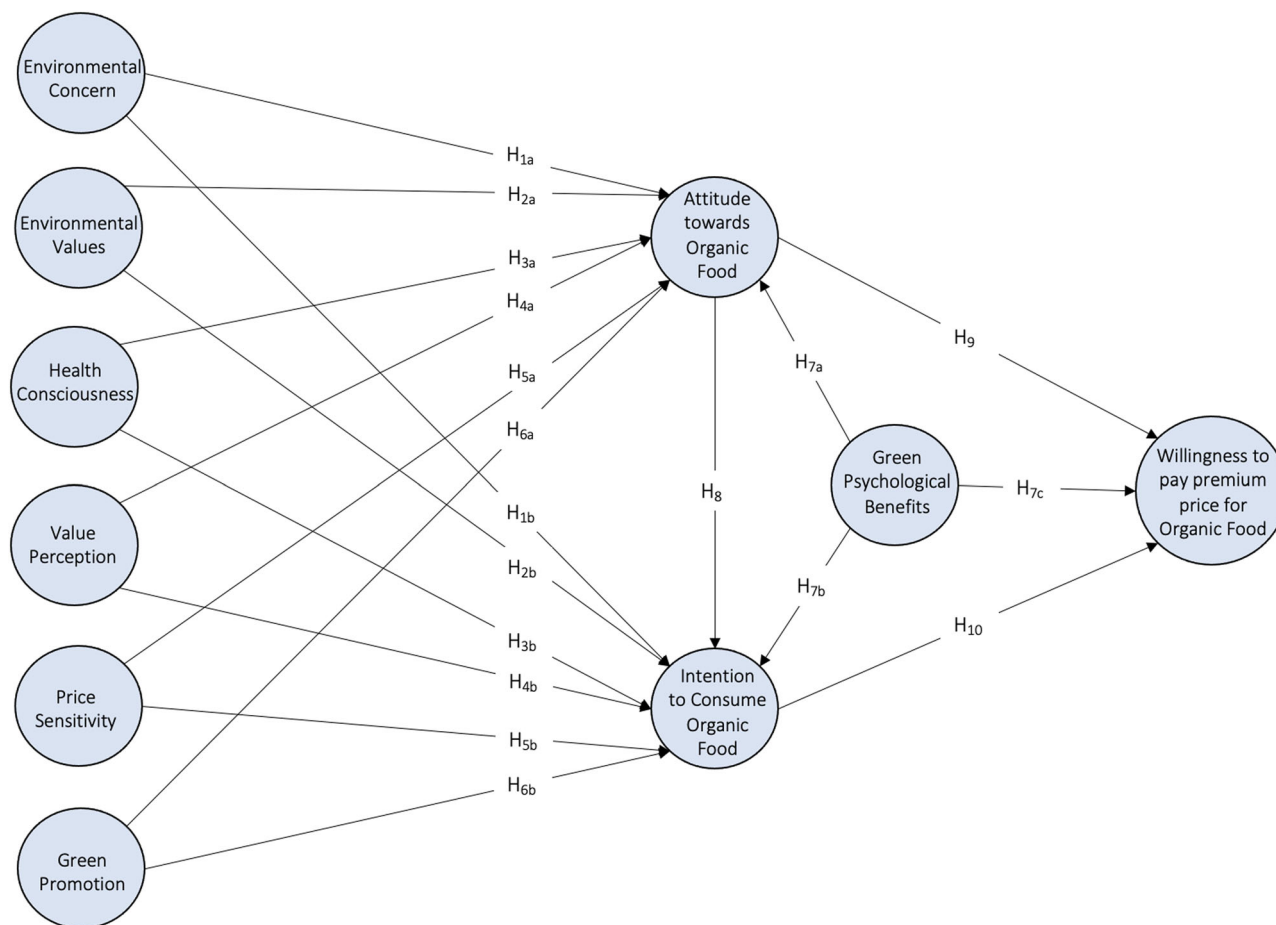 Environmental
Concern
Environmental
Values
Health
Consciousness
Value
Perception
Price
Sensitivity
Green
Promotion
H1a
H2a
H3a
H4a
H5a
H6a
H1b
H2b
H3b
H4b
H5b
H6b
Attitude
towards
Organic
Food
H8
Intention
to Consume
Organic
Food
H7a
Green
Psychological
Benefits
H7b
H9
H7c
H10
Willingness to
pay premium
price for
Organic Food